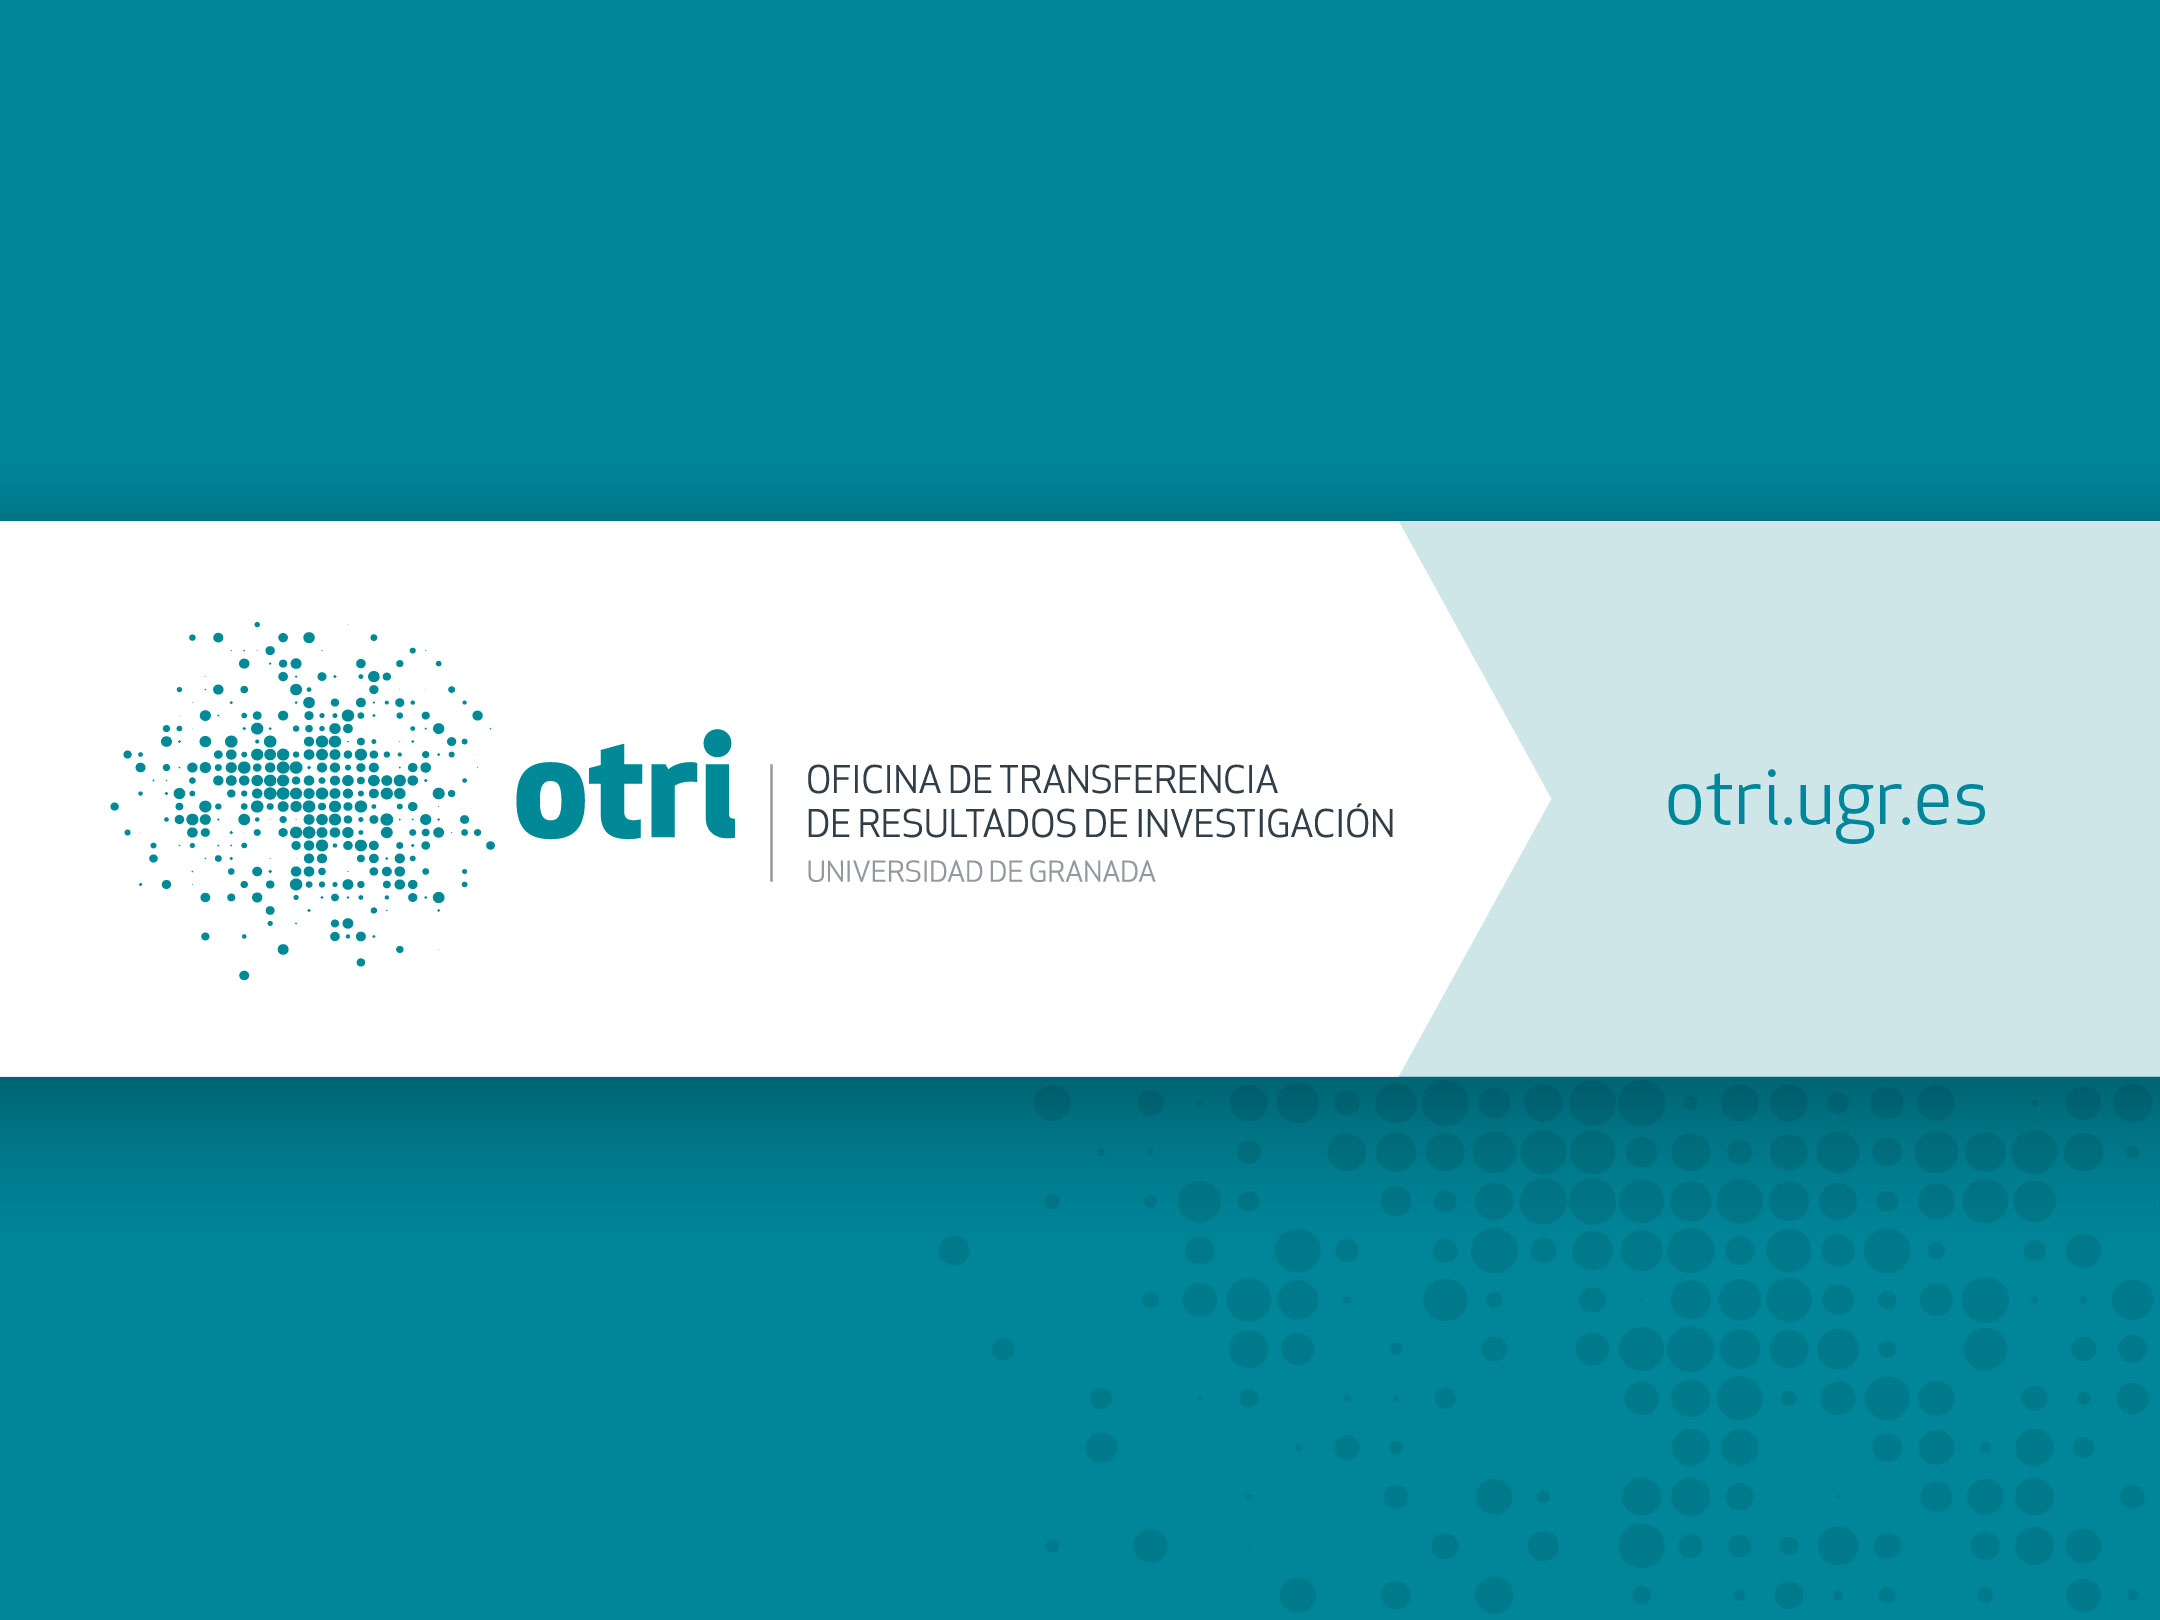 otri
OFICINA DE TRANSFERENCIA
DE RESULTADOS DE INVESTIGACIÓN
UNIVERSIDAD DE GRANADA
otri.ugr.es